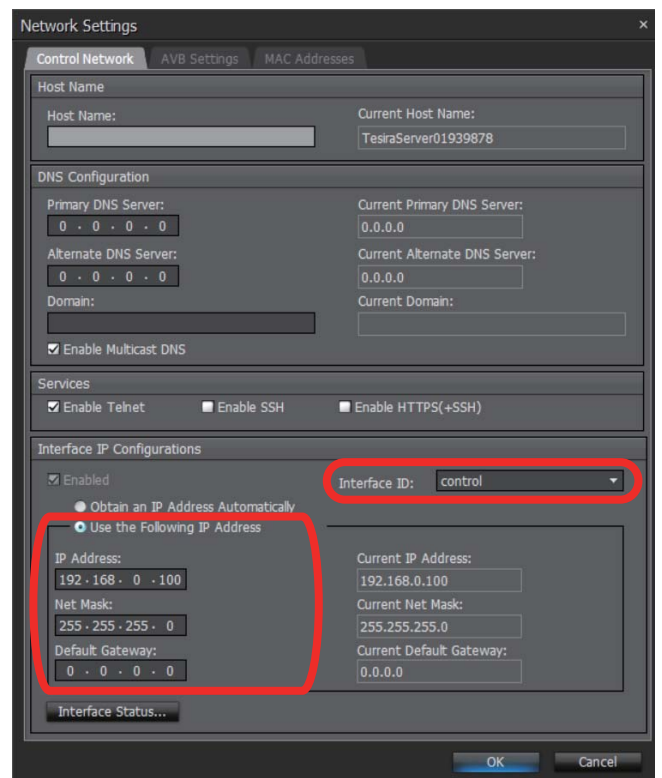 Network Settings ×
Control Network AVB Settings MAC Addresses
Host Name
Host Name: Current Host Name:
TesiraServer01939878
DNS Configuration
Primary DNS Server: Current Primary DNS Server:
0 . 0 . 0 . 0 0.0.0.0
Alternate DNS Server: Current Alternate DNS Server:
0 . 0 . 0 . 0 0.0.0.0
Domain: Current Domain:
Enable Multicast DNS
Services
Enable Telnet Enable SSH Enable HTTPS(+SSH)
Interface IP Configurations
Enabled Interface ID: control
Obtain an IP Address Automatically
Use the Following IP Address
IP Address: Current IP Address:
192 . 168 . 0 . 100 192.168.0.100
Net Mask: Current Net Mask:
255 . 255 . 255 . 0 255.255.255.0
Default Gateway: Current Default Gateway:
0 . 0 . 0 . 0 0.0.0.0
Interface Status...
OK Cancel